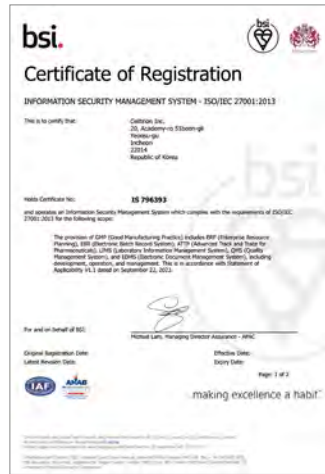 bsi.
bsi
Certificate of Registration
INFORMATION SECURITY MANAGEMENT SYSTEM - ISO/IEC 27001:2013
This is to certify that:
Celltrion Inc.
20, Academy-ro 51beon-gil
Yeonsu-gu
Incheon
22014
Republic of Korea
Holds Certificate No:
IS 796393
and operates an Information Security Management System which complies with the requirements of ISO/IEC
27001:2013 for the following scope:
The provision of GMP (Good Manufacturing Practice) includes ERP (Enterprise Resource
Planning), EBR (Electronic Batch Record System), ATTP (Advanced Track and Trace for
Pharmaceuticals), LIMS (Laboratory Information Management System), QMS (Quality
Management System), and EDMS (Electronic Document Management System), including
development, operation, and management. This is in accordance with Statement of
Applicability V1.1 dated on September 22, 2023.
For and on behalf of BSI:
Michael Lam, Managing Director Assurance - APAC
Original Registration Date:
Effective Date:
Latest Revision Date:
Expiry Date:
Page: 1 of 2
IAF
ANAB
...making excellence a habit.™